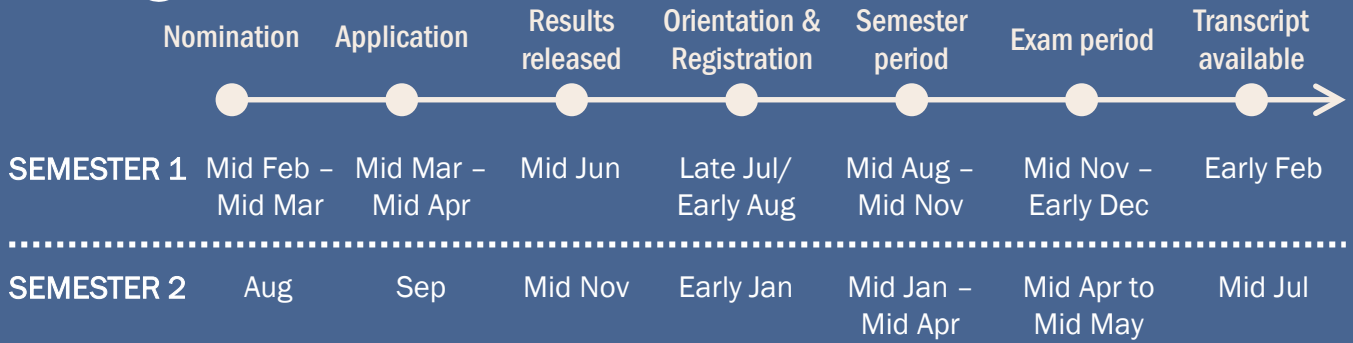 Nomination
Application
Results
released
Orientation &
Registration
Semester
period
Exam period
Transcript
available
SEMESTER 1
Mid Feb –
Mid Mar
Mid Mar –
Mid Apr
Mid Jun
Late Jul/
Early Aug
Mid Aug –
Mid Nov
Mid Nov –
Early Dec
Early Feb
SEMESTER 2
Aug
Sep
Mid Nov
Early Jan
Mid Jan –
Mid Apr
Mid Apr to
Mid May
Mid Jul